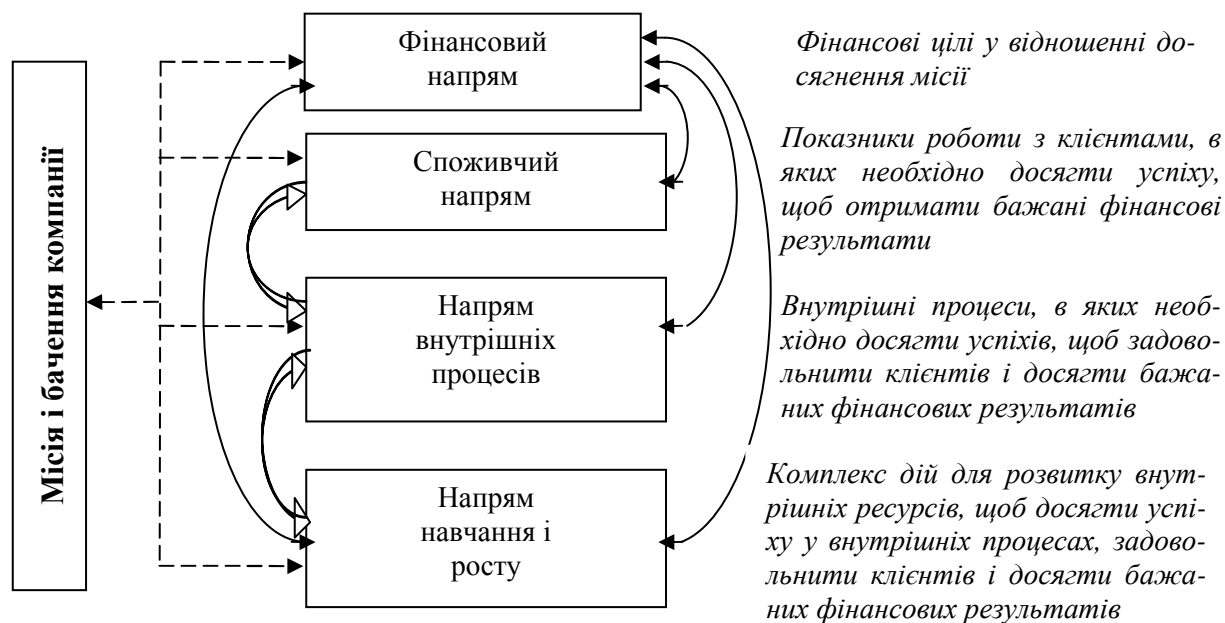 Місія і бачення компанії
Фінансовий
напрям
Фінансові цілі у відношенні до-
сягнення місії
Споживчий
напрям
Показники роботи з клієнтами, в
яких необхідно досягти успіху,
щоб отримати бажані фінансові
результати
Напрям
внутрішніх
процесів
Внутрішні процеси, в яких необ-
хідно досягти успіхів, щоб задово-
льнити клієнтів і досягти бажа-
них фінансових результатів
Напрям
навчання і
росту
Комплекс дій для розвитку внут-
рішніх ресурсів, щоб досягти успі-
ху у внутрішніх процесах, задово-
льнити клієнтів і досягти бажа-
них фінансових результатів